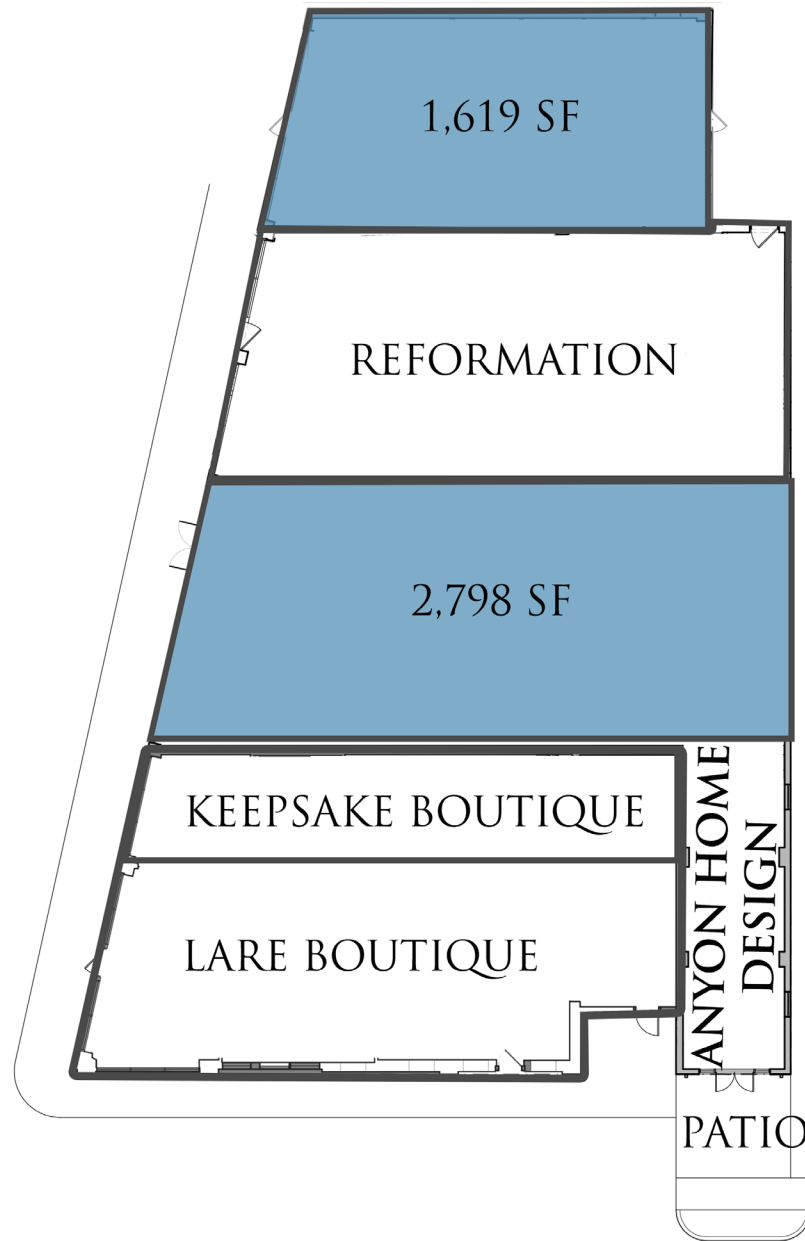 1,619 SF
REFORMATION
2,798 SF
KEEPSAKE BOUTIQUE
LARE BOUTIQUE
ANYON HOME
DESIGN
PATIO